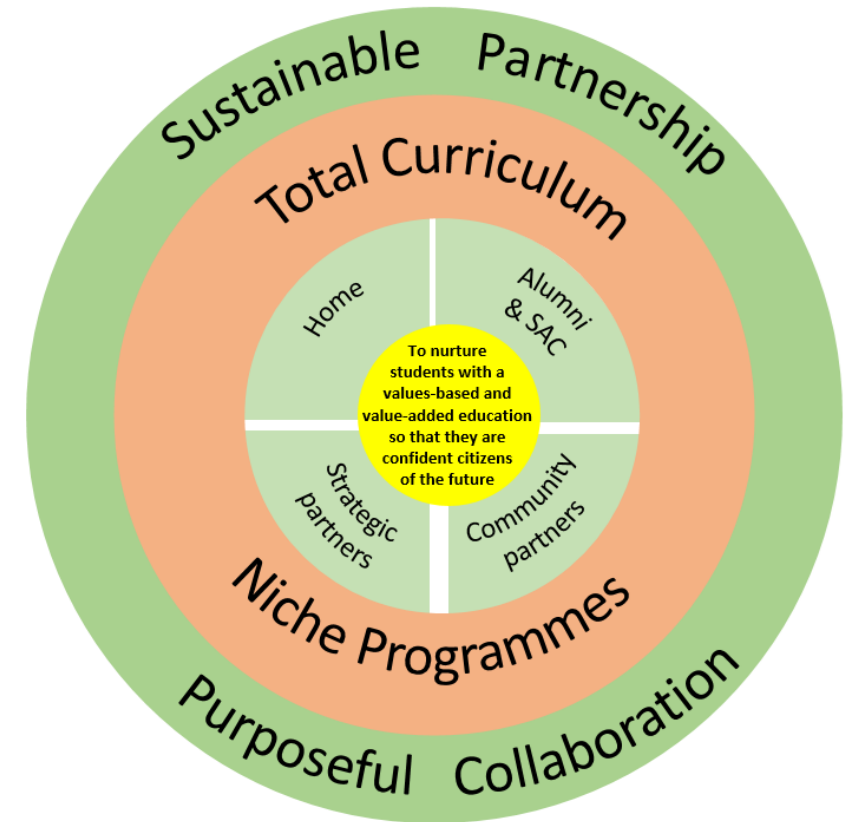 Sustainable Partnership
Total Curriculum
Home
Alumni
& SAC
To nurture
students with a
values-based and
value-added education
so that they are
confident citizens
of the future
Strategic
partners
Community
partners
Niche Programmes
Purposeful Collaboration